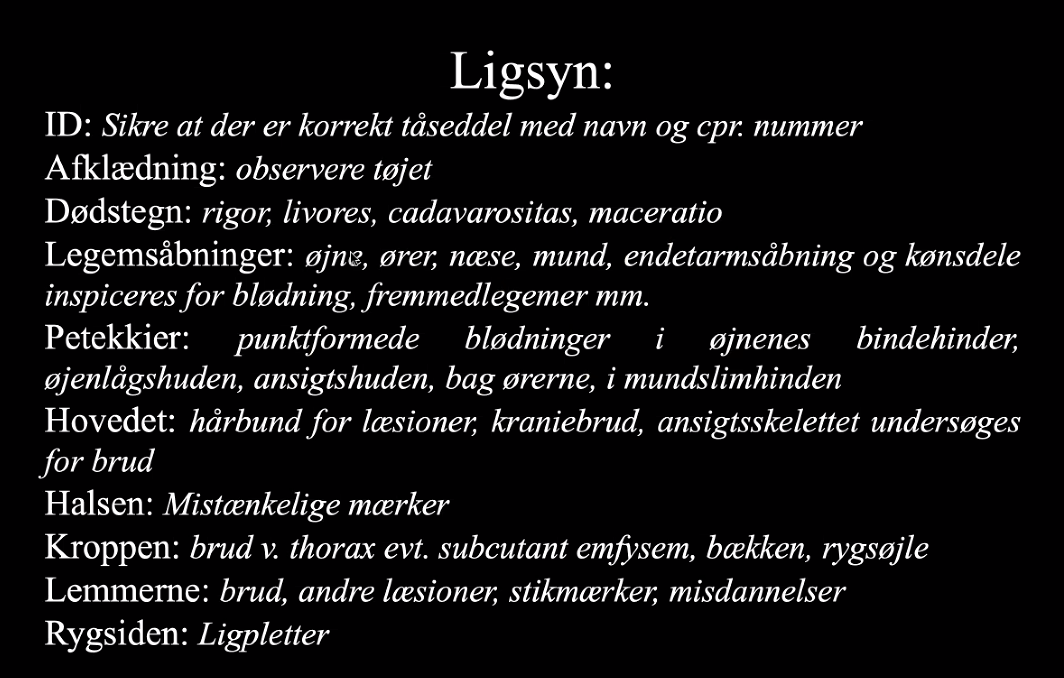 Ligsyn:
ID: Sikre at der er korrekt tåseddel med navn og cpr. nummer
Afklædning: observere tøjet
Dødstegn: rigor, livores, cadavarositas, maceratio
Legemsåbninger: øjne, ører, næse, mund, endetarmsåbning og kønsdele
inspiceres for blødning, fremmedlegemer mm.
Petekkier: punktformede blødninger i øjnenes bindehinder,
øjenlågshuden, ansigtshuden, bag ørerne, i mundslimhinden
Hovedet: hårbund for læsioner, kraniebrud, ansigtsskelettet undersøges
for brud
Halsen: Mistænkelige mærker
Kroppen: brud v. thorax evt. subcutant emfysem, bækken, rygsøjle
Lemmerne: brud, andre læsioner, stikmærker, misdannelser
Rygsiden: Ligpletter